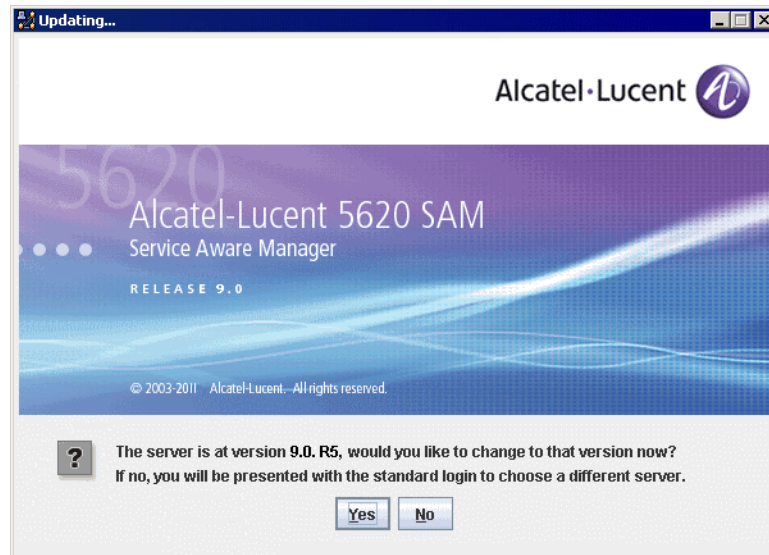 Updating...
Alcatel·Lucent
5620
Alcatel-Lucent 5620 SAM
Service Aware Manager
RELEASE 9.0
© 2003-2011 Alcatel-Lucent. All rights reserved.
? The server is at version 9.0. R5, would you like to change to that version now?
If no, you will be presented with the standard login to choose a different server.
Yes No